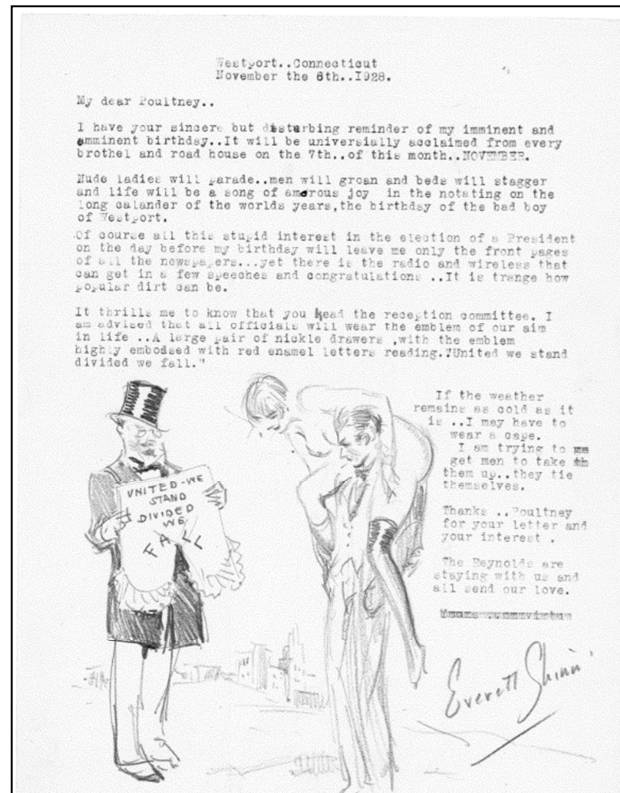 Westport..Connecticut
November the 6th..1928.
My dear Poultney..
I have your sincere but disturbing reminder of my imminent and
emminent birthday..It will be universially acclaimed from every
brothel and road house on the 7th..of this month..NOVEMBER.
Nude ladies will parade..men will groan and beds will stagger
and life will be a song of amorous joy in the notating on the
long calander of the worlds years,the birthday of the bad boy
of Westport.
Of course all this stupid interest in the election of a President
on the day before my birthday will leave me only the front pages
of all the newspapers...yet there is the radio and wireless that
can get in a few speeches and congratulations ..It is trange how
popular dirt can be.
It thrills me to know that you head the reception committee. I
am advised that all officials will wear the emblem of our aim
in life ..A large pair of nickle drawers ,with the emblem
highly embodsed with red enamel letters reading.?United we stand
divided we fall."
If the weather
remains as cold as it
is ..I may have to
wear a cape.
I am trying to
get men to take
them up..they tie
themselves.
Thanks ..Poultney
for your letter and
your interest .
The Reynolds are
staying with us and
all send our love.
UNITED-WE
STAND
DIVIDED
WE
FALL
Everett Shinn